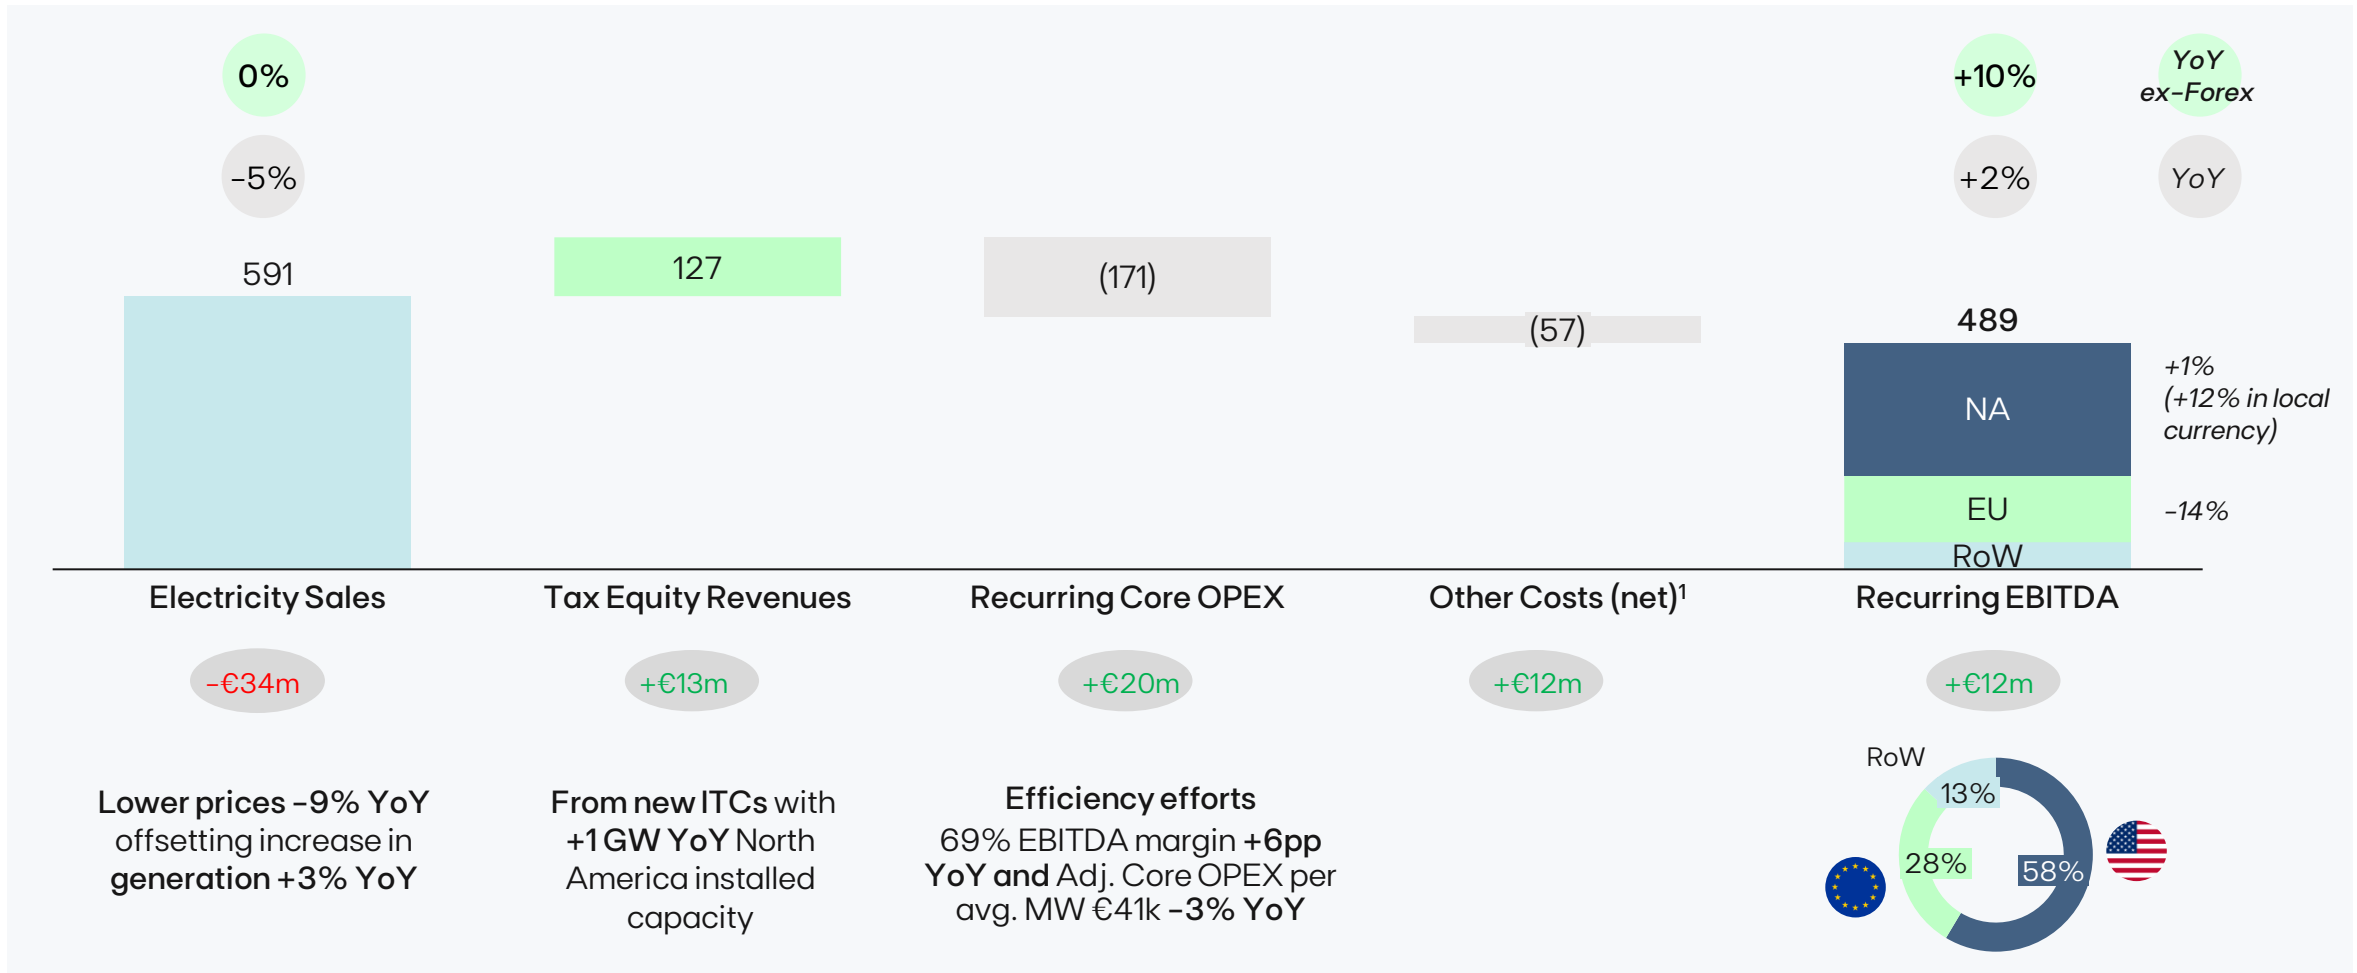 0%
+10%
YoY
ex-Forex
-5%
+2%
YoY
591
127
(171)
(57)
489
NA
EU
RoW
+1%
(+12% in local
currency)
-14%
Electricity Sales
Tax Equity Revenues
Recurring Core OPEX
Other Costs (net)¹
Recurring EBITDA
-€34m
+€13m
+€20m
+€12m
+€12m
Lower prices -9% YoY
offsetting increase in
generation +3% YoY
From new ITCs with
+1 GW YoY North
America installed
capacity
Efficiency efforts
69% EBITDA margin +6pp
YoY and Adj. Core OPEX per
avg. MW €41k -3% YoY
RoW
13%
28%
58%